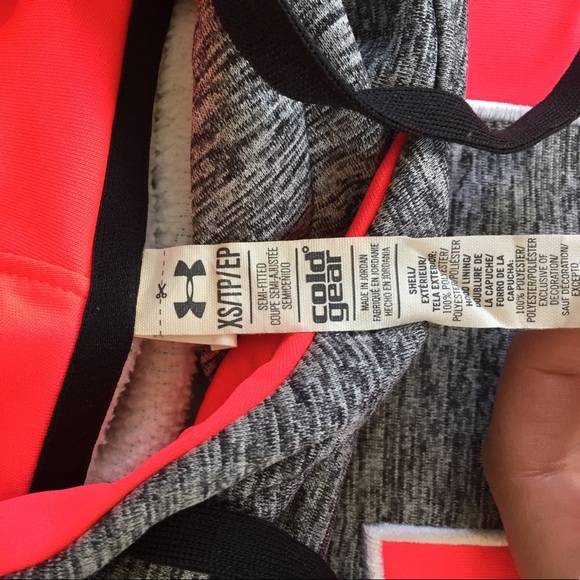 XS/TP/EP
SEMI-FITTED
COUPE SEMI-AJUSTÉE
SEMICEÑIDO
cold
gear
MADE IN JORDAN
FABRIQUÉ EN JORDANIE
HECHO EN JORDANIA
SHELL/
EXTÉRIEUR/
TELA EXTERIOR:
100% POLYESTER/
POLYESTER/POLIÉSTER
HOOD LINING/
DOUBLURE DE
LA CAPUCHE/
FORRO DE LA
CAPUCHA:
100% POLYESTER/
POLYESTER/POLIÉSTER
EXCLUSIVE OF
DECORATION/
SAUF DÉCORATION/